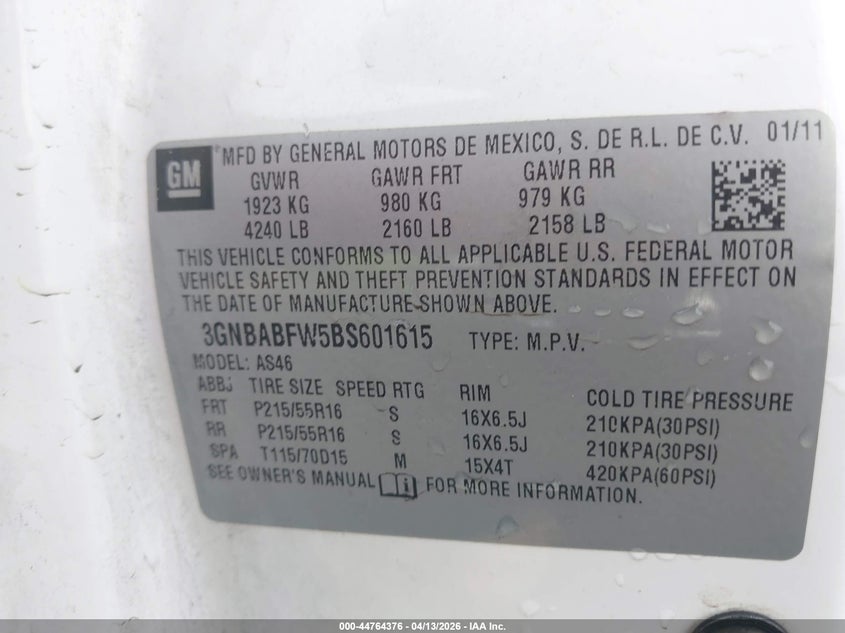 GM
MFD BY GENERAL MOTORS DE MEXICO, S. DE R.L. DE C.V. 01/11
GVWR GAWR FRT GAWR RR
1923 KG 980 KG 979 KG
4240 LB 2160 LB 2158 LB
THIS VEHICLE CONFORMS TO ALL APPLICABLE U.S. FEDERAL MOTOR
VEHICLE SAFETY AND THEFT PREVENTION STANDARDS IN EFFECT ON
THE DATE OF MANUFACTURE SHOWN ABOVE.
3GNBABFW5BS601615 TYPE: M.P.V.
MODEL: AS46
ABBJ TIRE SIZE SPEED RTG RIM COLD TIRE PRESSURE
FRT P215/55R16 S 16X6.5J 210KPA(30PSI)
RR P215/55R16 S 16X6.5J 210KPA(30PSI)
SPA T115/70D15 M 15X4T 420KPA(60PSI)
SEE OWNER'S MANUAL i FOR MORE INFORMATION.
000-44764376 - 04/13/2026 - IAA Inc.